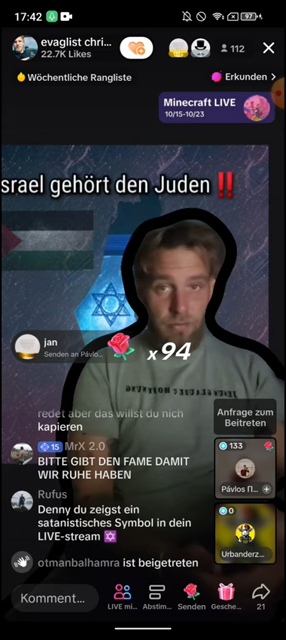 17:42
97
evaglist chri...
22.7K Likes
112
Wöchentliche Rangliste
Erkunden >
Minecraft LIVE
10/15-10/23
srael gehört den Juden ‼️
jan
Senden an Pávlo...
x94
redet aber das willst du nich
kapieren
Anfrage zum
Beitreten
15 MrX 2.0
BITTE GIBT DEN FAME DAMIT
WIR RUHE HABEN
133
Pávlos Π...
Rufus
Denny du zeigst ein
satanistisches Symbol in dein
LIVE-stream 🔯
0
Urbanderz...
otmanbalhamra ist beigetreten
Komment...
LIVE mi...
Abstim...
Senden
Gesche...
21